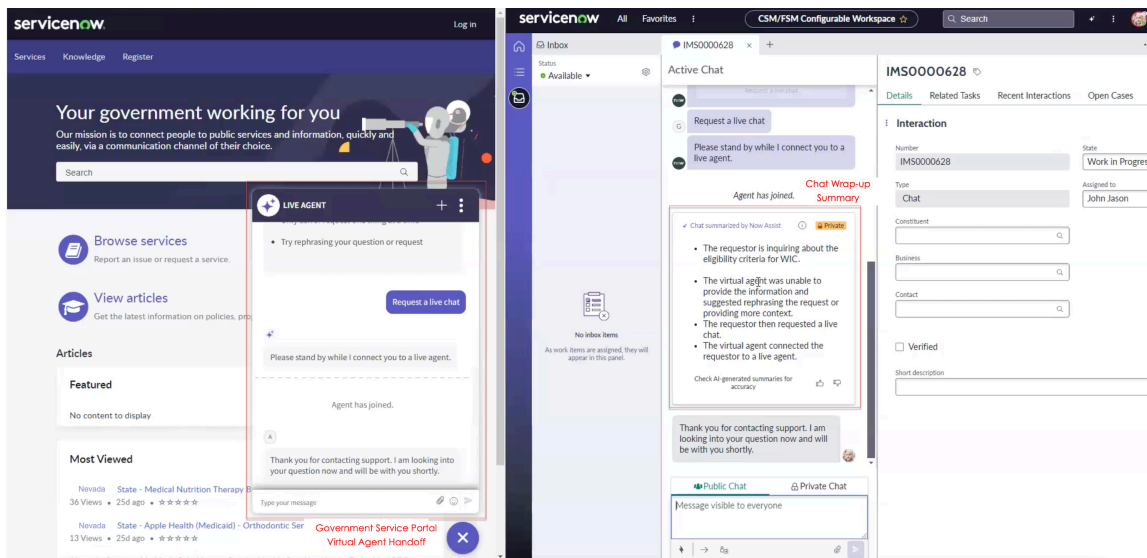 servicenow.
Log in
Services Knowledge Register
Your government working for you
Our mission is to connect people to public services and information, quickly and
easily, via a communication channel of their choice.
Search
Browse services
Report an issue or request a service.
View articles
Get the latest information on policies, pro
Articles
Featured
No content to display
Most Viewed
Nevada State - Medical Nutrition Therapy B
36 Views • 25d ago •
Nevada State - Apple Health (Medicaid) - Orthodontic Ser
13 Views • 25d ago •
LIVE AGENT
• Try rephrasing your question or request
Request a live chat
Please stand by while I connect you to a live agent.
Agent has joined.
A
Thank you for contacting support. I am looking into
your question now and will be with you shortly.
Type your message
Government Service Portal
Virtual Agent Handoff
servicenow All Favorites
CSM/FSM Configurable Workspace
Search
Inbox
Status
Available
No inbox items
As work items are assigned, they will
appear in this panel.
IMS0000628 × +
Active Chat
Request a live chat
now
G
Request a live chat
Please stand by while I connect you to a
live agent.
now
Agent has joined.
Chat Wrap-up
Summary
Chat summarized by Now Assist
Private
• The requestor is inquiring about the
eligibility criteria for WIC.
• The virtual agent was unable to
provide the information and
suggested rephrasing the request or
providing more context.
• The requestor then requested a live
chat.
• The virtual agent connected the
requestor to a live agent.
Check AI-generated summaries for
accuracy
Thank you for contacting support. I am
looking into your question now and will
be with you shortly.
Public Chat Private Chat
Message visible to everyone
IMS0000628
Details Related Tasks Recent Interactions Open Cases
Interaction
Number
IMS0000628
State
Work in Progres
Type
Chat
Assigned to
John Jason
Constituent
Business
Contact
Verified
Short description